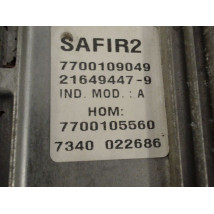 SAFIR2
7700109049
21649447-9
IND. MOD. : A
HOM:
7700105560
7340 022686